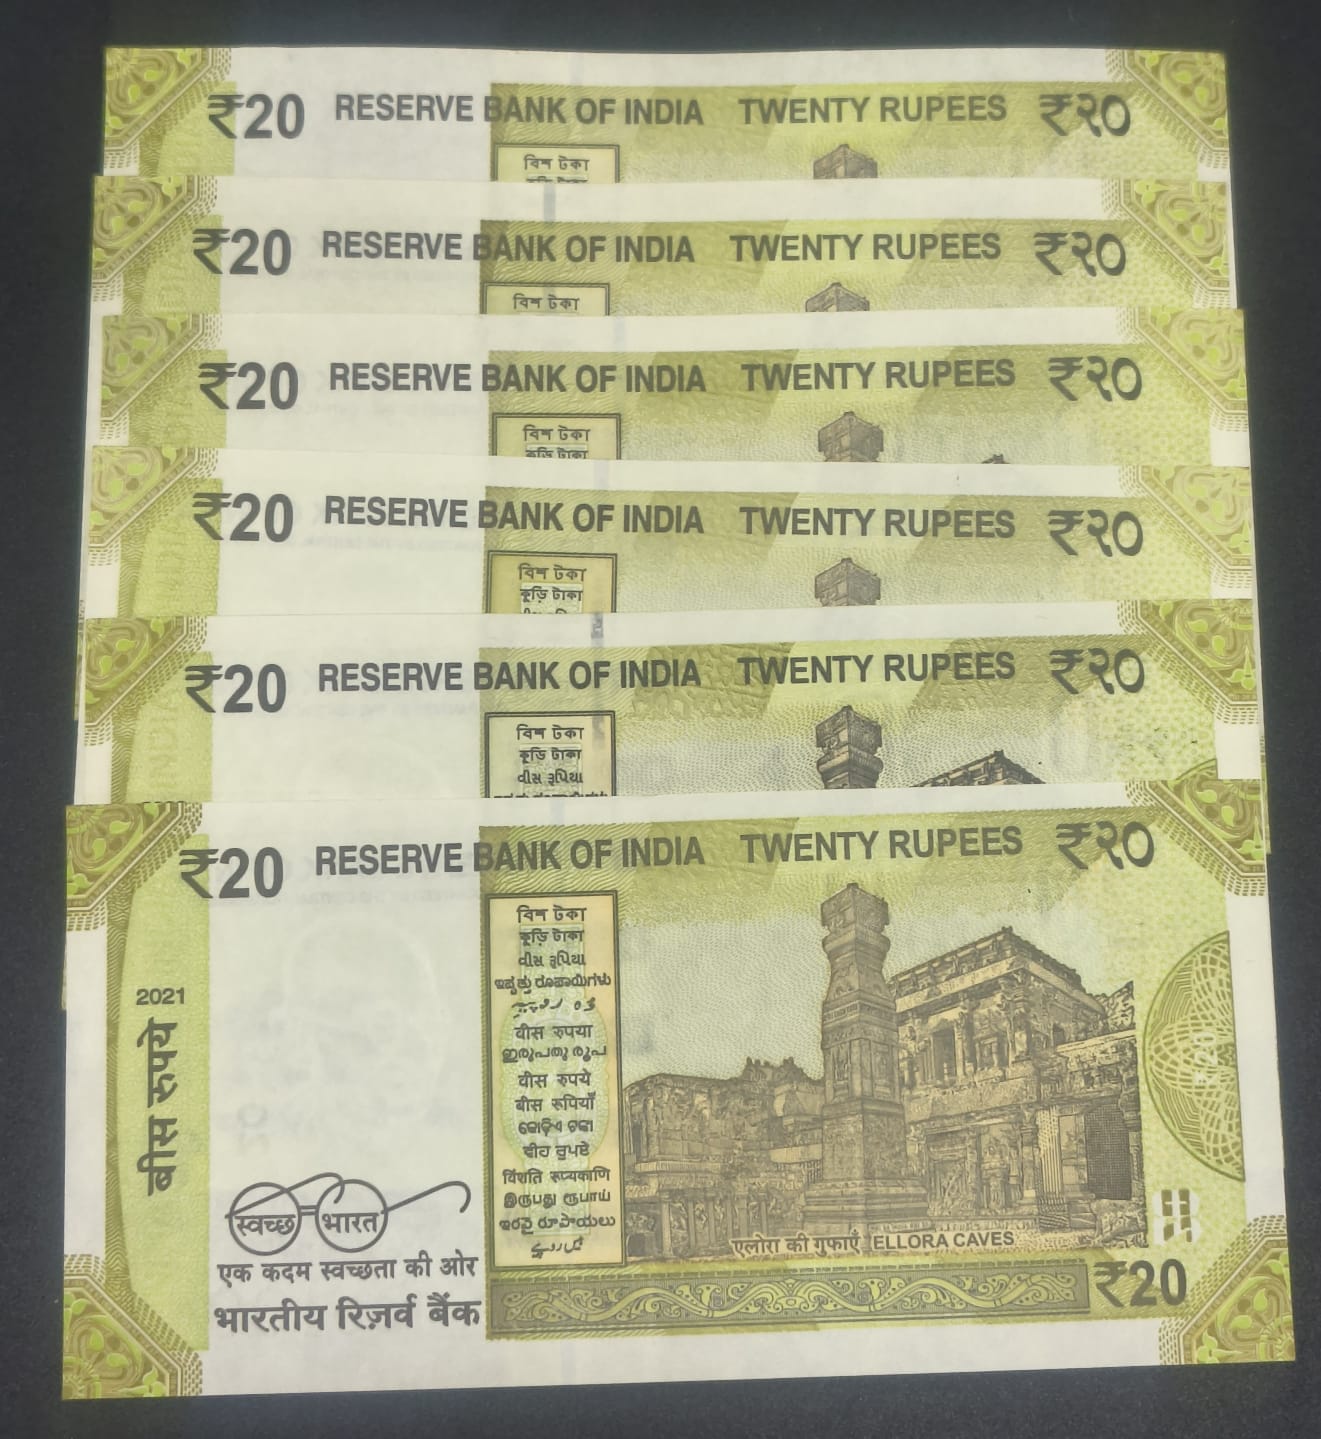 ₹20 RESERVE BANK OF INDIA TWENTY RUPEES ₹२०
বিশ টকা
₹20 RESERVE BANK OF INDIA TWENTY RUPEES ₹२०
বিশ টকা
₹20 RESERVE BANK OF INDIA TWENTY RUPEES ₹२०
বিশ টকা
কুড়ি টাকা
₹20 RESERVE BANK OF INDIA TWENTY RUPEES ₹२०
বিশ টকা
কুড়ি টাকা
₹20 RESERVE BANK OF INDIA TWENTY RUPEES ₹२०
বিশ টকা
কুড়ি টাকা
વીસ રૂપિયા
₹20 RESERVE BANK OF INDIA TWENTY RUPEES ₹२०
বিশ টকা
কুড়ি টাকা
વીસ રૂપિયા
ಇಪ್ಪತ್ತು ರೂಪಾಯಿಗಳು
वीस रुपया
ഇരുപതു രൂപ
वीस रुपये
बीस रुपियाँ
କୋଡ଼ିଏ ଟଙ୍କା
ਵੀਹ ਰੁਪਏ
विंशति रूप्यकाणि
இருபது ரூபாய்
ఇరవై రూపాయలు
2021
बीस रुपये
स्वच्छ भारत
एक कदम स्वच्छता की ओर
भारतीय रिज़र्व बैंक
एलोरा की गुफाएँ ELLORA CAVES
₹20